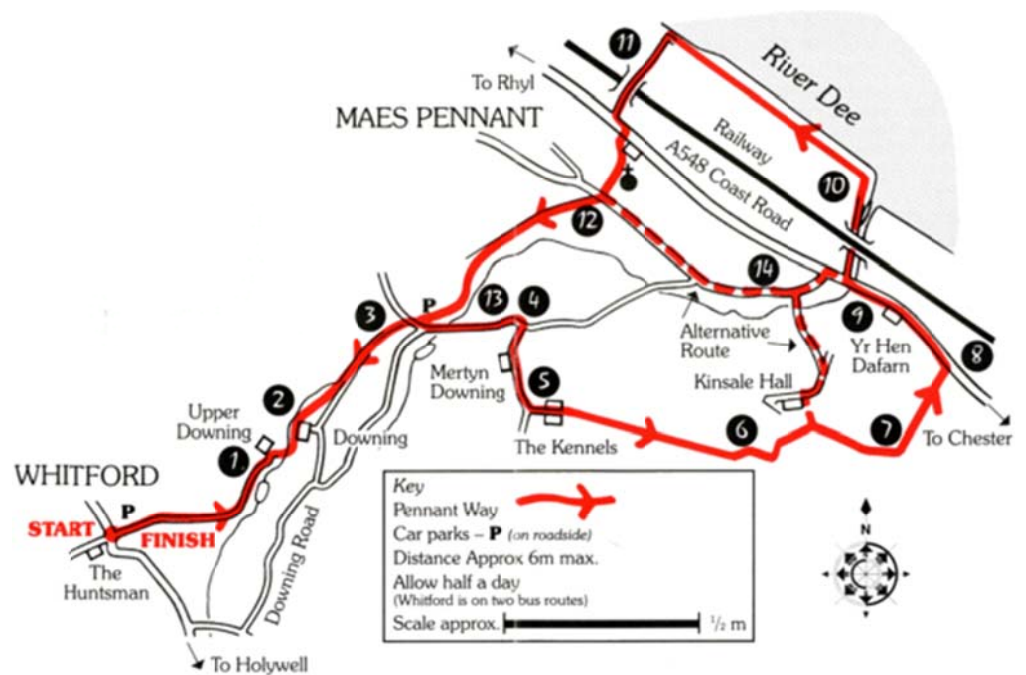 11
To Rhyl
River Dee
MAES PENNANT
Railway
A548 Coast Road
10
12
14
13
4
3
P
9
8
Alternative
Route
Yr Hen
Dafarn
Mertyn
Downing
5
Kinsale Hall
2
Upper
Downing
Downing
6
7
To Chester
The Kennels
1.
WHITFORD
P
START
FINISH
The
Huntsman
Downing Road
To Holywell
Key
Pennant Way
Car parks – P (on roadside)
Distance Approx 6m max.
Allow half a day
(Whitford is on two bus routes)
Scale approx. ½ m
N